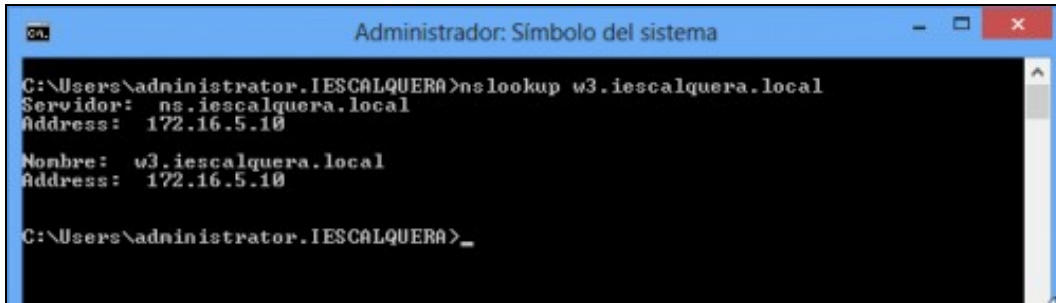 Administrador: Símbolo del sistema
C:\Users\administrator.IESCALQUERA>nslookup w3.iescalquera.local
Servidor:  ns.iescalquera.local
Address:  172.16.5.10
Nombre:  w3.iescalquera.local
Address:  172.16.5.10
C:\Users\administrator.IESCALQUERA>_